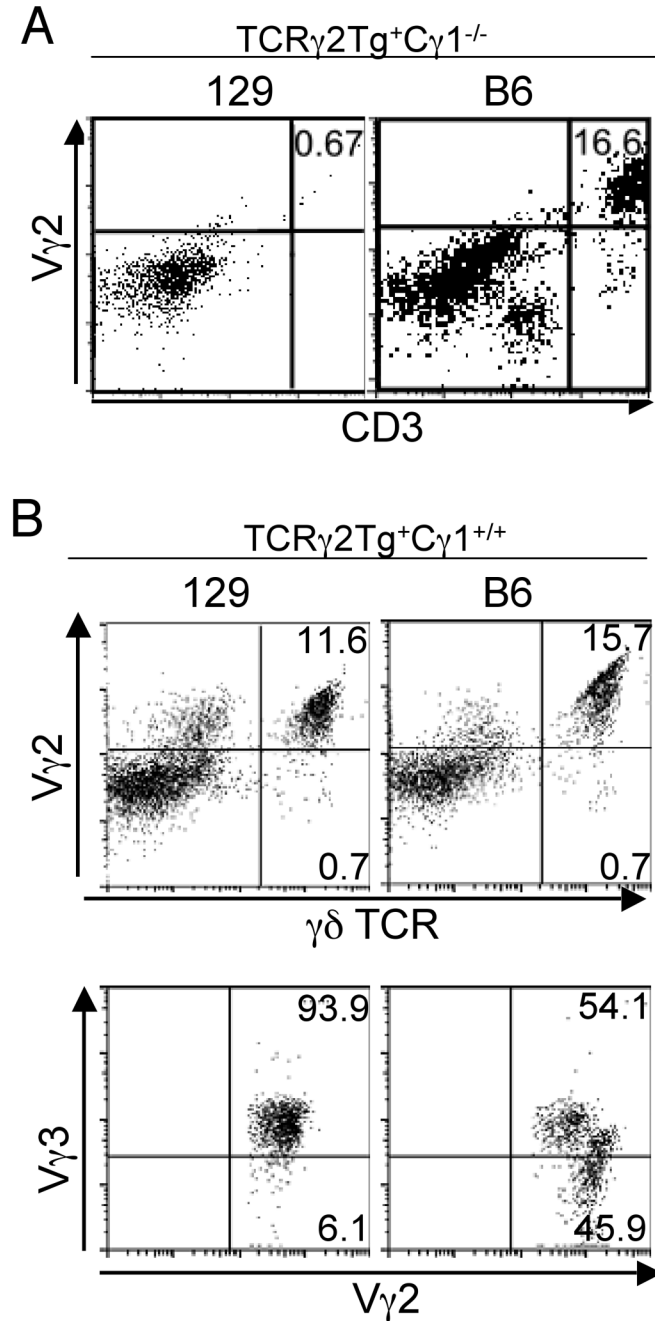 A
TCRγ2Tg⁺Cγ1⁻/⁻
129 B6
0.67 16.6
Vγ2
CD3
B
TCRγ2Tg⁺Cγ1⁺/⁺
129 B6
11.6 15.7
Vγ2
0.7 0.7
γδ TCR
93.9 54.1
Vγ3
6.1 45.9
Vγ2